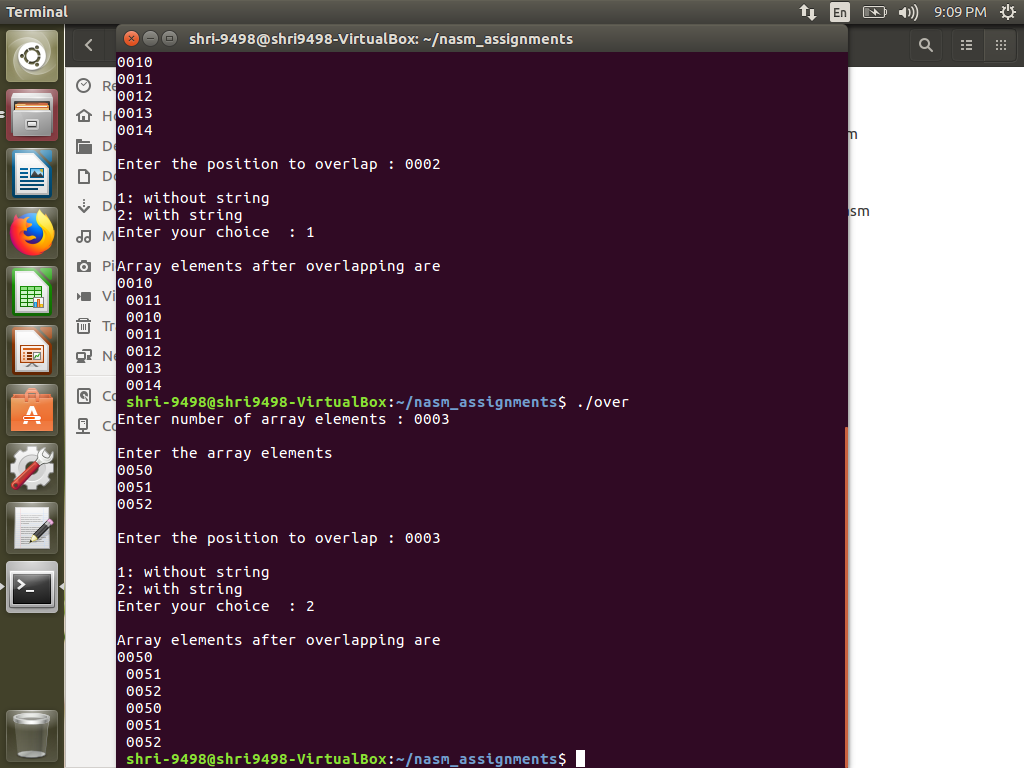 Terminal
En
9:09 PM
shri-9498@shri9498-VirtualBox: ~/nasm_assignments
0010
0011
0012
0013
0014
Enter the position to overlap : 0002
1: without string
2: with string
Enter your choice  : 1
Array elements after overlapping are
0010
0011
0010
0011
0012
0013
0014
shri-9498@shri9498-VirtualBox:~/nasm_assignments$ ./over
Enter number of array elements : 0003
Enter the array elements
0050
0051
0052
Enter the position to overlap : 0003
1: without string
2: with string
Enter your choice  : 2
Array elements after overlapping are
0050
0051
0052
0050
0051
0052
shri-9498@shri9498-VirtualBox:~/nasm_assignments$